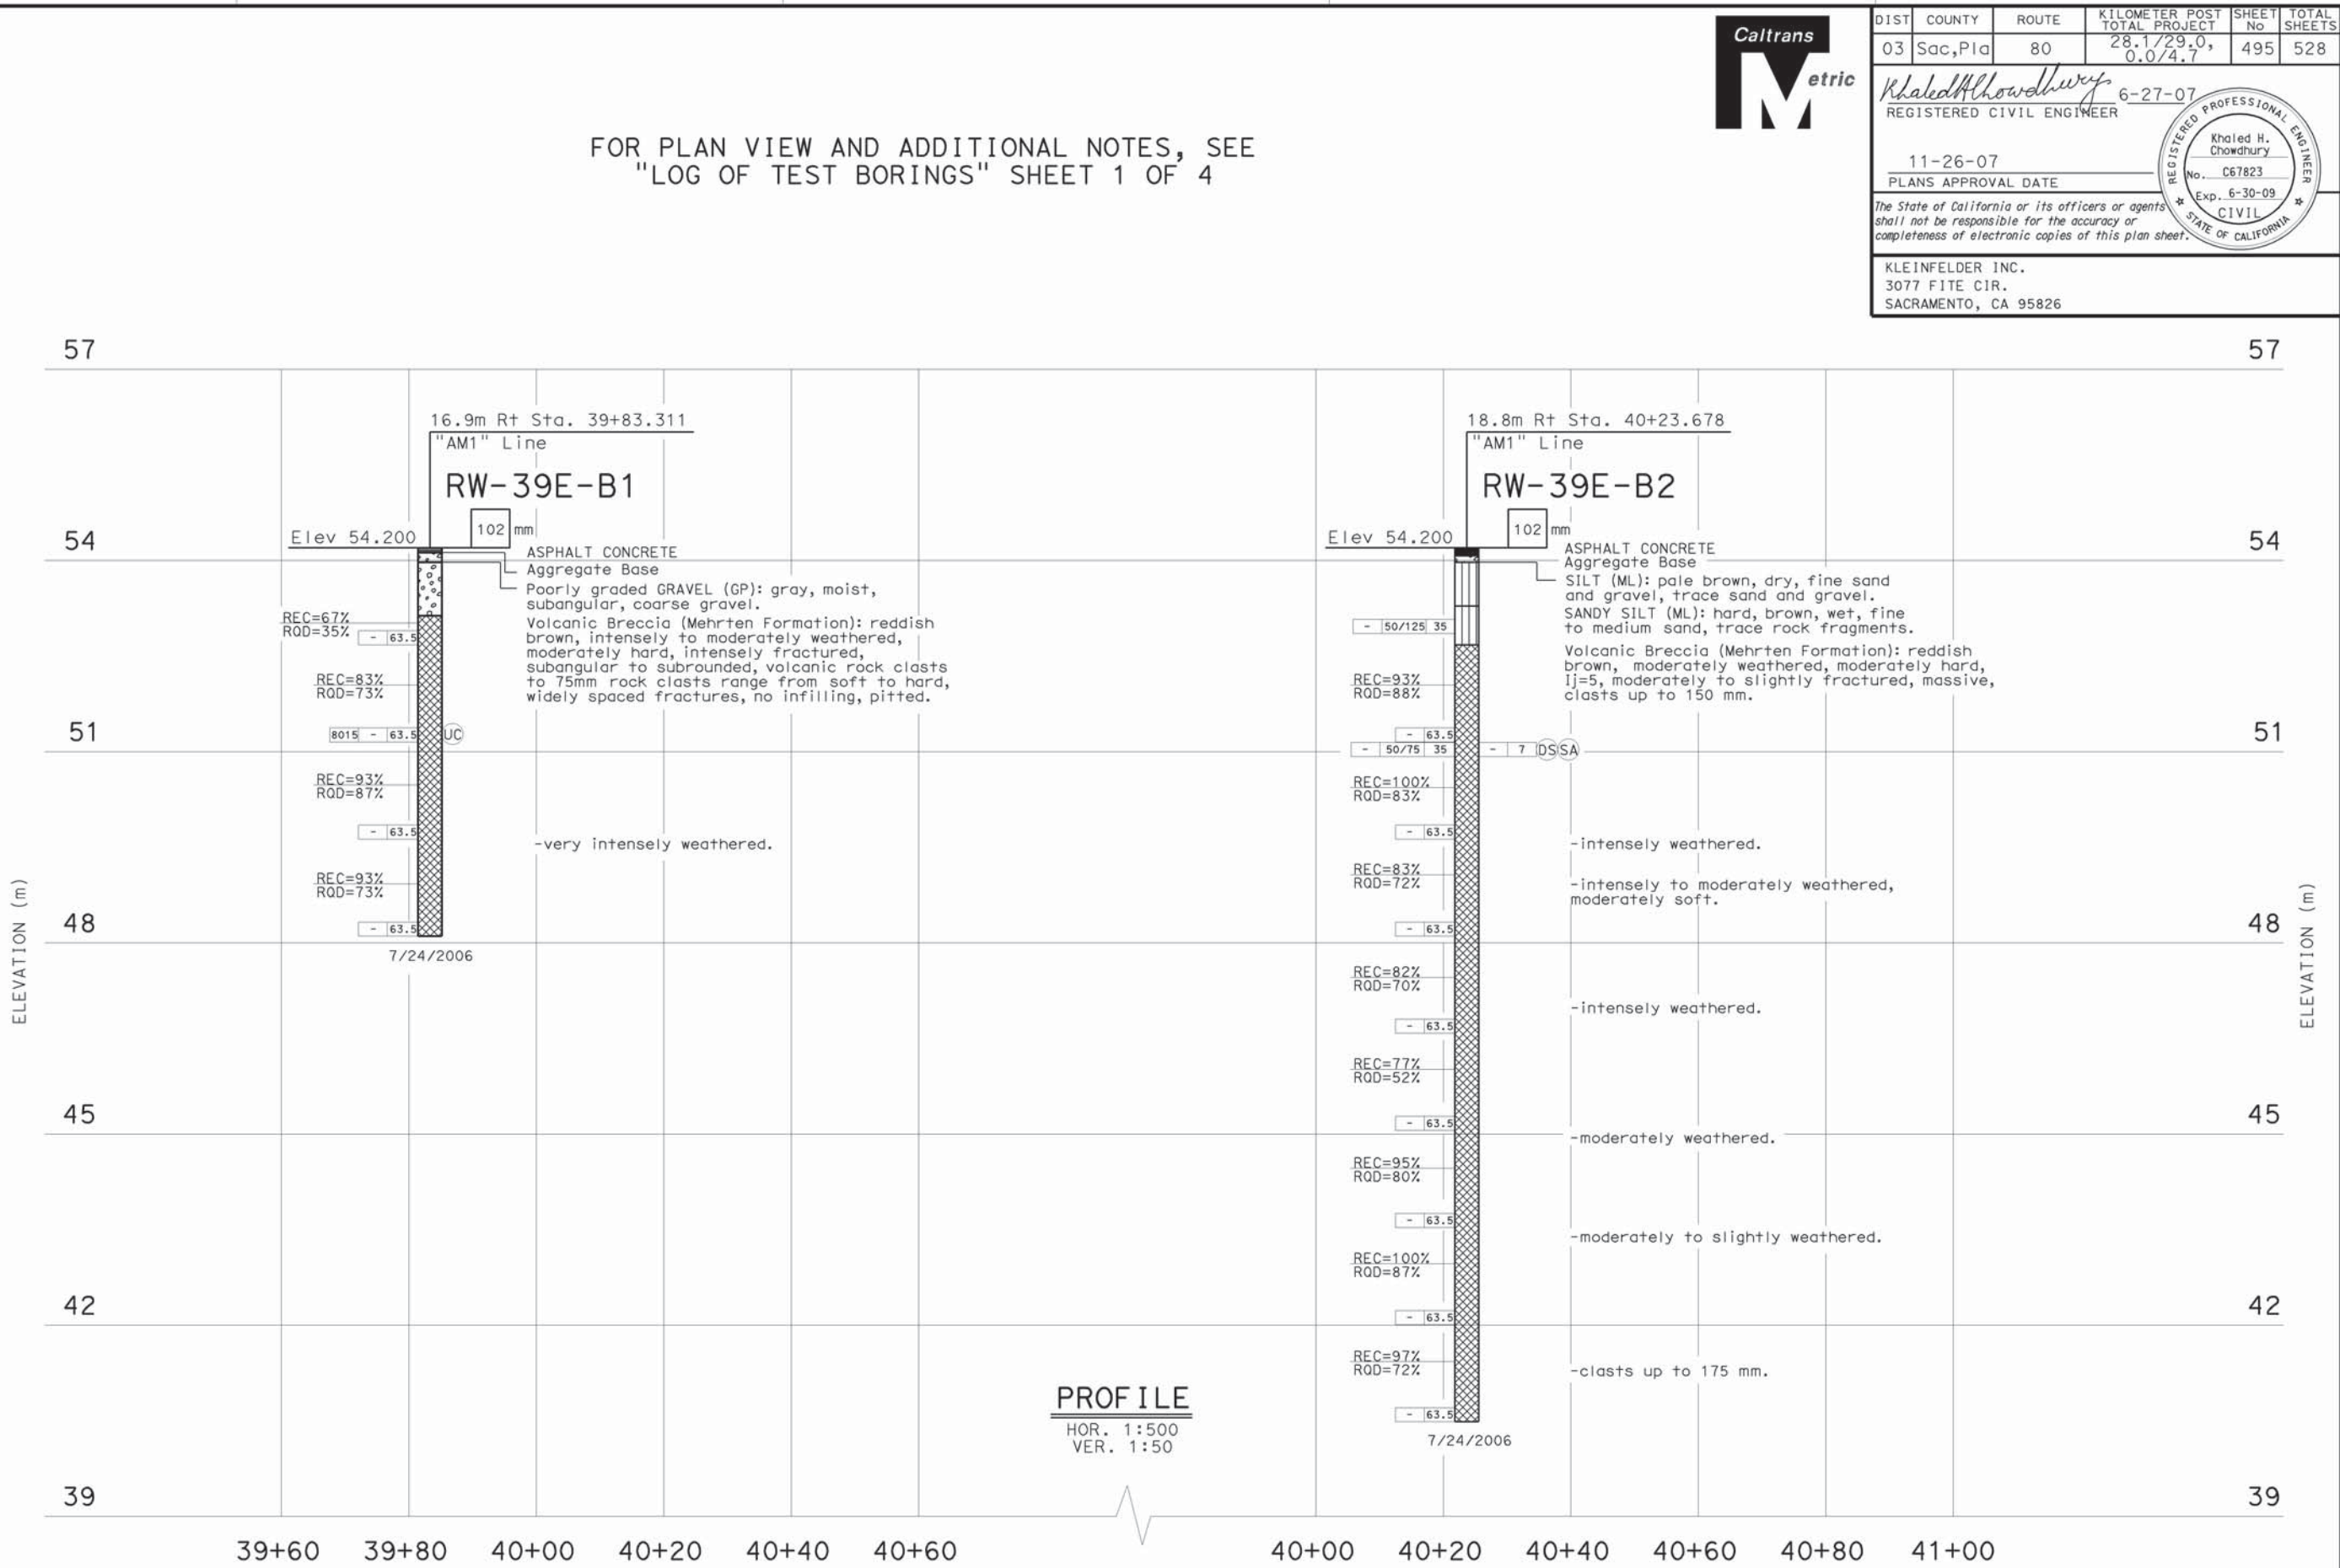 Caltrans
Metric
DIST COUNTY ROUTE KILOMETER POST TOTAL PROJECT SHEET No TOTAL SHEETS
03 Sac,Pla 80 28.1/29.0, 0.0/4.7 495 528
Khaled H Chowdhury 6-27-07
REGISTERED CIVIL ENGINEER
11-26-07
PLANS APPROVAL DATE
REGISTERED PROFESSIONAL ENGINEER
Khaled H.
Chowdhury
No. C67823
Exp. 6-30-09
CIVIL
STATE OF CALIFORNIA
The State of California or its officers or agents
shall not be responsible for the accuracy or
completeness of electronic copies of this plan sheet.
KLEINFELDER INC.
3077 FITE CIR.
SACRAMENTO, CA 95826
FOR PLAN VIEW AND ADDITIONAL NOTES, SEE
"LOG OF TEST BORINGS" SHEET 1 OF 4
57
54
51
48
45
42
39
ELEVATION (m)
16.9m Rt Sta. 39+83.311
"AM1" Line
RW-39E-B1
102 mm
Elev 54.200
ASPHALT CONCRETE
Aggregate Base
Poorly graded GRAVEL (GP): gray, moist,
subangular, coarse gravel.
Volcanic Breccia (Mehrten Formation): reddish
brown, intensely to moderately weathered,
moderately hard, intensely fractured,
subangular to subrounded, volcanic rock clasts
to 75mm rock clasts range from soft to hard,
widely spaced fractures, no infilling, pitted.
REC=67%
RQD=35%
- 63.5
REC=83%
RQD=73%
8015 - 63.5 UC
REC=93%
RQD=87%
- 63.5
-very intensely weathered.
REC=93%
RQD=73%
- 63.5
7/24/2006
18.8m Rt Sta. 40+23.678
"AM1" Line
RW-39E-B2
102 mm
Elev 54.200
ASPHALT CONCRETE
Aggregate Base
SILT (ML): pale brown, dry, fine sand
and gravel, trace sand and gravel.
SANDY SILT (ML): hard, brown, wet, fine
to medium sand, trace rock fragments.
- 50/125 35
Volcanic Breccia (Mehrten Formation): reddish
brown, moderately weathered, moderately hard,
Ij=5, moderately to slightly fractured, massive,
clasts up to 150 mm.
REC=93%
RQD=88%
- 63.5
- 50/75 35 - 7 DS SA
REC=100%
RQD=83%
- 63.5
-intensely weathered.
REC=83%
RQD=72%
-intensely to moderately weathered,
moderately soft.
- 63.5
REC=82%
RQD=70%
-intensely weathered.
- 63.5
REC=77%
RQD=52%
- 63.5
-moderately weathered.
REC=95%
RQD=80%
- 63.5
-moderately to slightly weathered.
REC=100%
RQD=87%
- 63.5
REC=97%
RQD=72%
-clasts up to 175 mm.
- 63.5
7/24/2006
57
54
51
48
45
42
39
ELEVATION (m)
PROFILE
HOR. 1:500
VER. 1:50
39+60 39+80 40+00 40+20 40+40 40+60 40+00 40+20 40+40 40+60 40+80 41+00